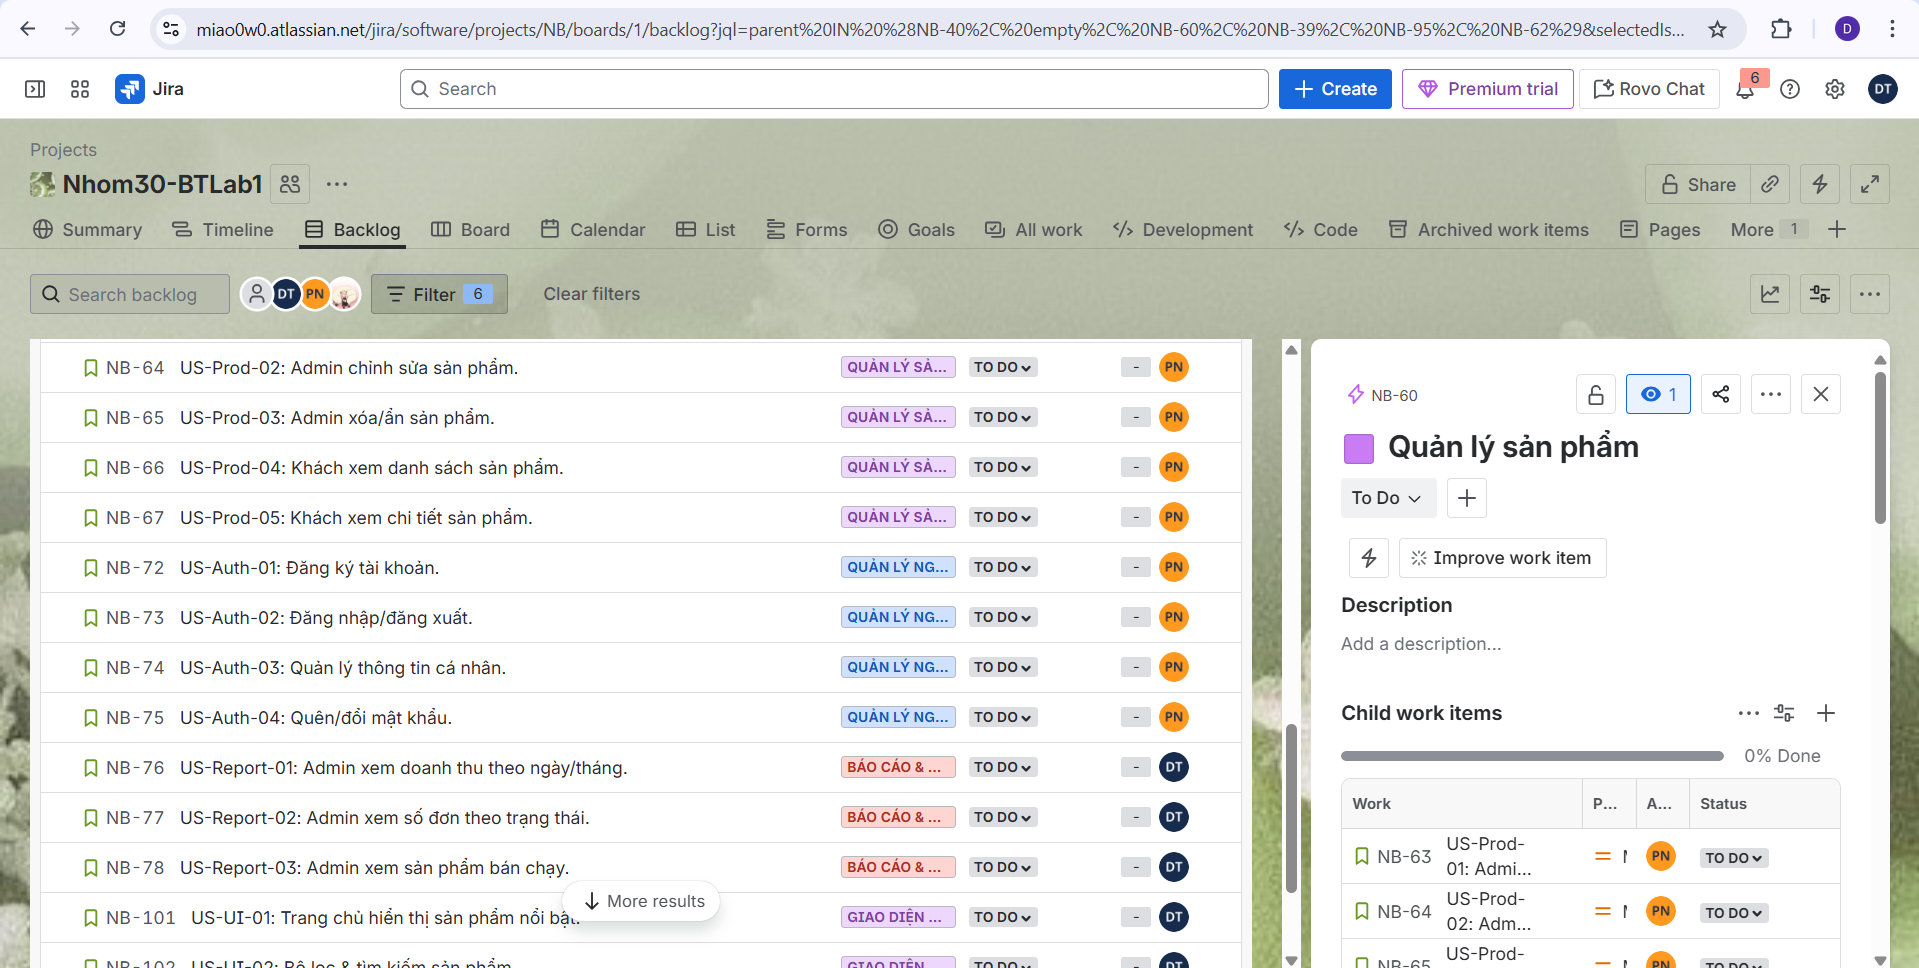 miao0w0.atlassian.net/jira/software/projects/NB/boards/1/backlog?jql=parent%20IN%20%28NB-40%2C%20empty%2C%20NB-60%2C%20NB-39%2C%20NB-95%2C%20NB-62%29&selectedIs...
D
Jira
Search
Create
Premium trial
Rovo Chat
6
DT
Projects
Nhom30-BTLab1
Share
Summary
Timeline
Backlog
Board
Calendar
List
Forms
Goals
All work
Development
Code
Archived work items
Pages
More 1
Search backlog
DT
PN
Filter 6
Clear filters
NB-64 US-Prod-02: Admin chỉnh sửa sản phẩm. QUẢN LÝ SẢ... TO DO - PN
NB-65 US-Prod-03: Admin xóa/ẩn sản phẩm. QUẢN LÝ SẢ... TO DO - PN
NB-66 US-Prod-04: Khách xem danh sách sản phẩm. QUẢN LÝ SẢ... TO DO - PN
NB-67 US-Prod-05: Khách xem chi tiết sản phẩm. QUẢN LÝ SẢ... TO DO - PN
NB-72 US-Auth-01: Đăng ký tài khoản. QUẢN LÝ NG... TO DO - PN
NB-73 US-Auth-02: Đăng nhập/đăng xuất. QUẢN LÝ NG... TO DO - PN
NB-74 US-Auth-03: Quản lý thông tin cá nhân. QUẢN LÝ NG... TO DO - PN
NB-75 US-Auth-04: Quên/đổi mật khẩu. QUẢN LÝ NG... TO DO - PN
NB-76 US-Report-01: Admin xem doanh thu theo ngày/tháng. BÁO CÁO & ... TO DO - DT
NB-77 US-Report-02: Admin xem số đơn theo trạng thái. BÁO CÁO & ... TO DO - DT
NB-78 US-Report-03: Admin xem sản phẩm bán chạy. BÁO CÁO & ... TO DO - DT
More results
NB-101 US-UI-01: Trang chủ hiển thị sản phẩm nổi bật. GIAO DIỆN ... TO DO - DT
NB-102 US-UI-02: Bộ lọc & tìm kiếm sản phẩm GIAO DIỆN TO DO DT
NB-60
1
Quản lý sản phẩm
To Do
Improve work item
Description
Add a description...
Child work items
0% Done
Work P... A... Status
NB-63 US-Prod-
01: Admi... PN TO DO
NB-64 US-Prod-
02: Adm... PN TO DO
NB-65 US-Prod- PN TO DO